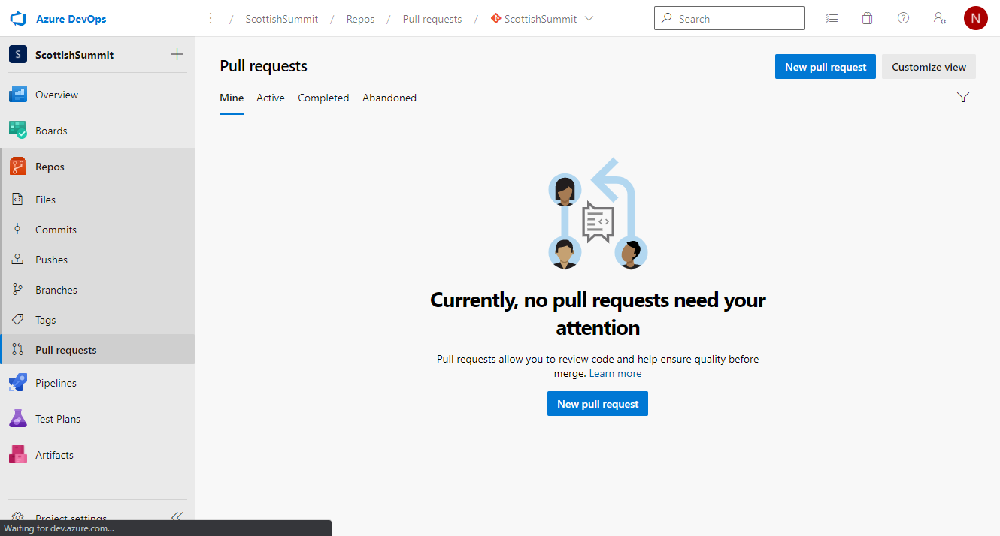 Azure DevOps
/ ScottishSummit / Repos / Pull requests / ScottishSummit
Search
N
S ScottishSummit
Overview
Boards
Repos
Files
Commits
Pushes
Branches
Tags
Pull requests
Pipelines
Test Plans
Artifacts
Project settings
Waiting for dev.azure.com...
Pull requests
New pull request
Customize view
Mine Active Completed Abandoned
Currently, no pull requests need your
attention
Pull requests allow you to review code and help ensure quality before
merge. Learn more
New pull request